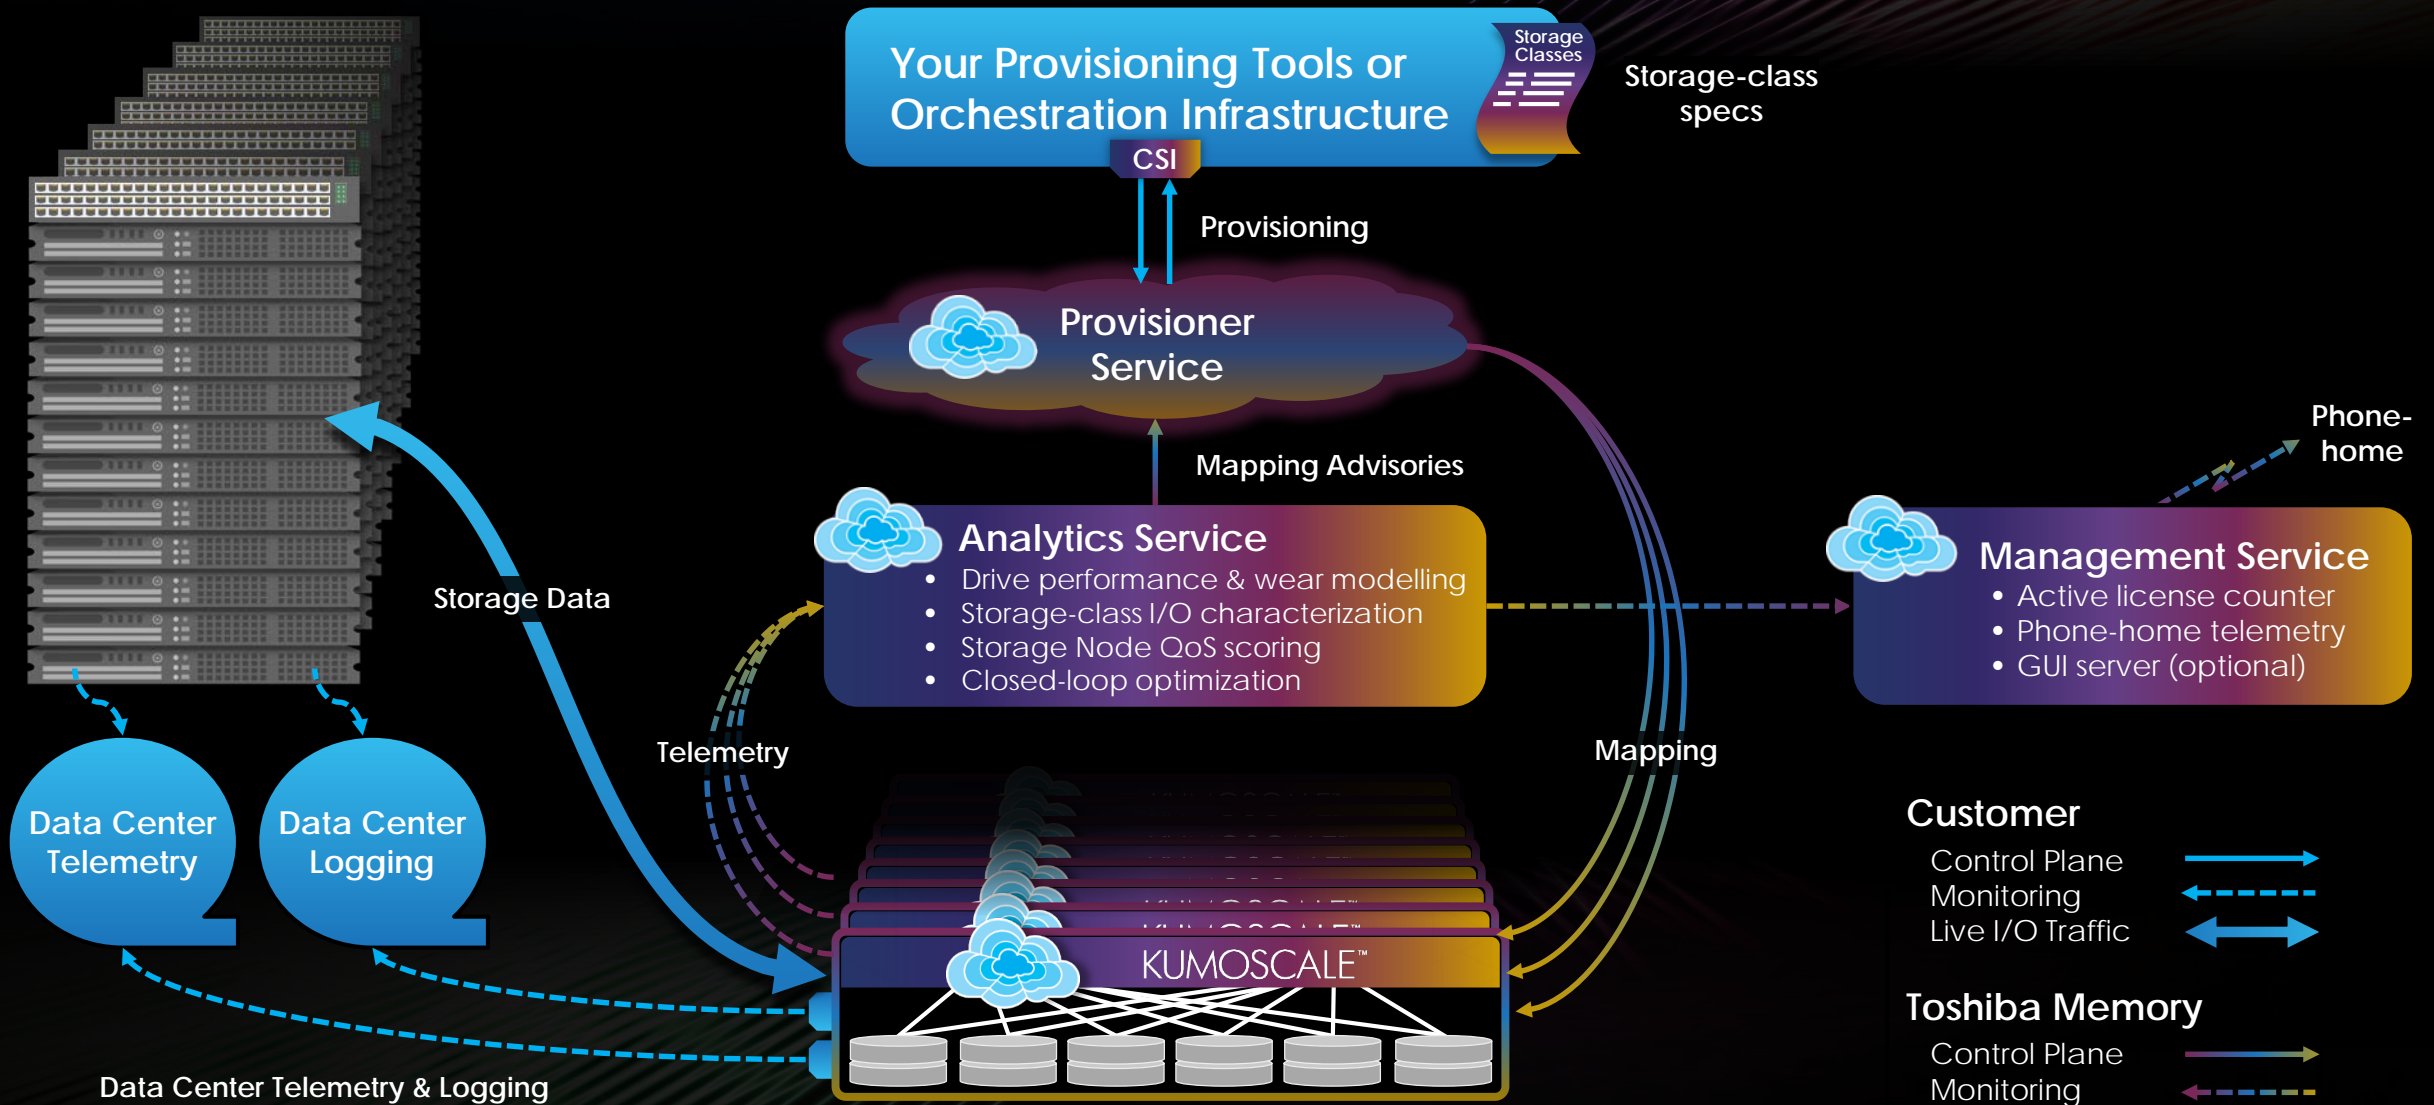 Your Provisioning Tools or
Orchestration Infrastructure
Storage
Classes
Storage-class
specs
CSI
Provisioning
Provisioner
Service
Mapping Advisories
Phone-
home
Analytics Service
• Drive performance & wear modelling
• Storage-class I/O characterization
• Storage Node QoS scoring
• Closed-loop optimization
Management Service
• Active license counter
• Phone-home telemetry
• GUI server (optional)
Storage Data
Telemetry
Mapping
Data Center
Telemetry
Data Center
Logging
KUMOSCALE™
KUMOSCALE™
KUMOSCALE™
KUMOSCALE™
Data Center Telemetry & Logging
Customer
Control Plane
Monitoring
Live I/O Traffic
Toshiba Memory
Control Plane
Monitoring